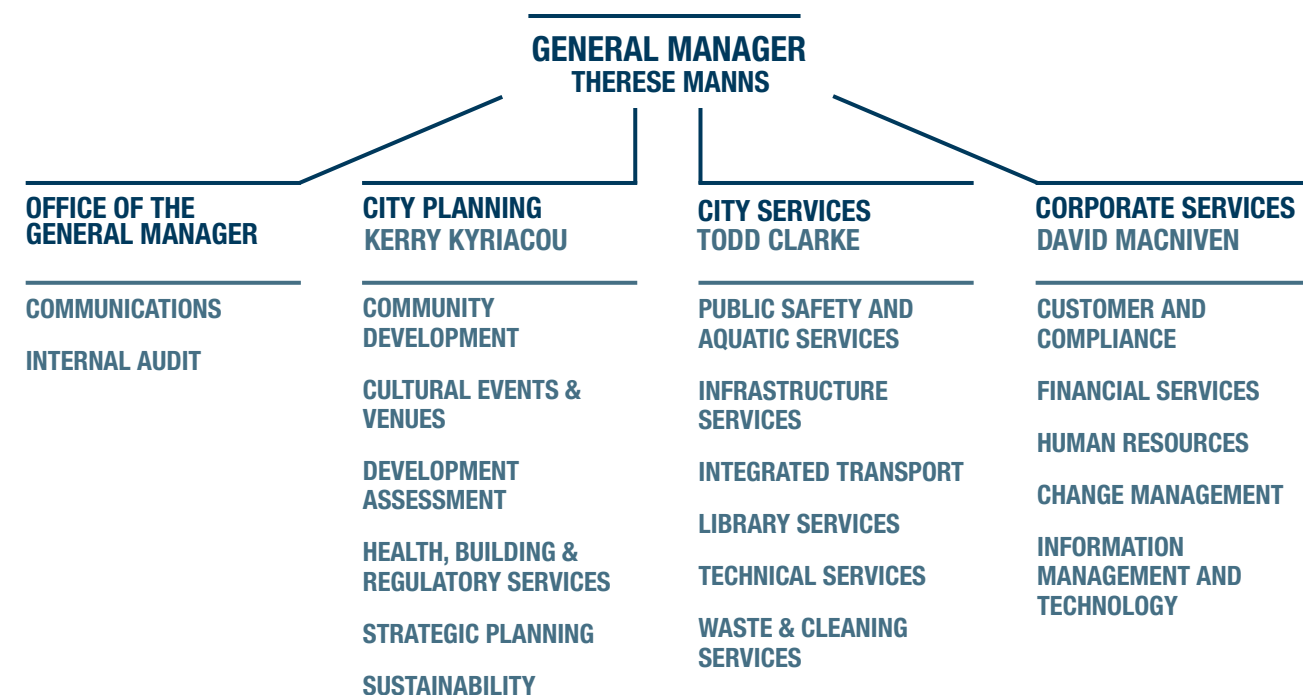 GENERAL MANAGER
THERESE MANNS
OFFICE OF THE
GENERAL MANAGER
COMMUNICATIONS
INTERNAL AUDIT
CITY PLANNING
KERRY KYRIACOU
COMMUNITY
DEVELOPMENT
CULTURAL EVENTS &
VENUES
DEVELOPMENT
ASSESSMENT
HEALTH, BUILDING &
REGULATORY SERVICES
STRATEGIC PLANNING
SUSTAINABILITY
CITY SERVICES
TODD CLARKE
PUBLIC SAFETY AND
AQUATIC SERVICES
INFRASTRUCTURE
SERVICES
INTEGRATED TRANSPORT
LIBRARY SERVICES
TECHNICAL SERVICES
WASTE & CLEANING
SERVICES
CORPORATE SERVICES
DAVID MACNIVEN
CUSTOMER AND
COMPLIANCE
FINANCIAL SERVICES
HUMAN RESOURCES
CHANGE MANAGEMENT
INFORMATION
MANAGEMENT AND
TECHNOLOGY